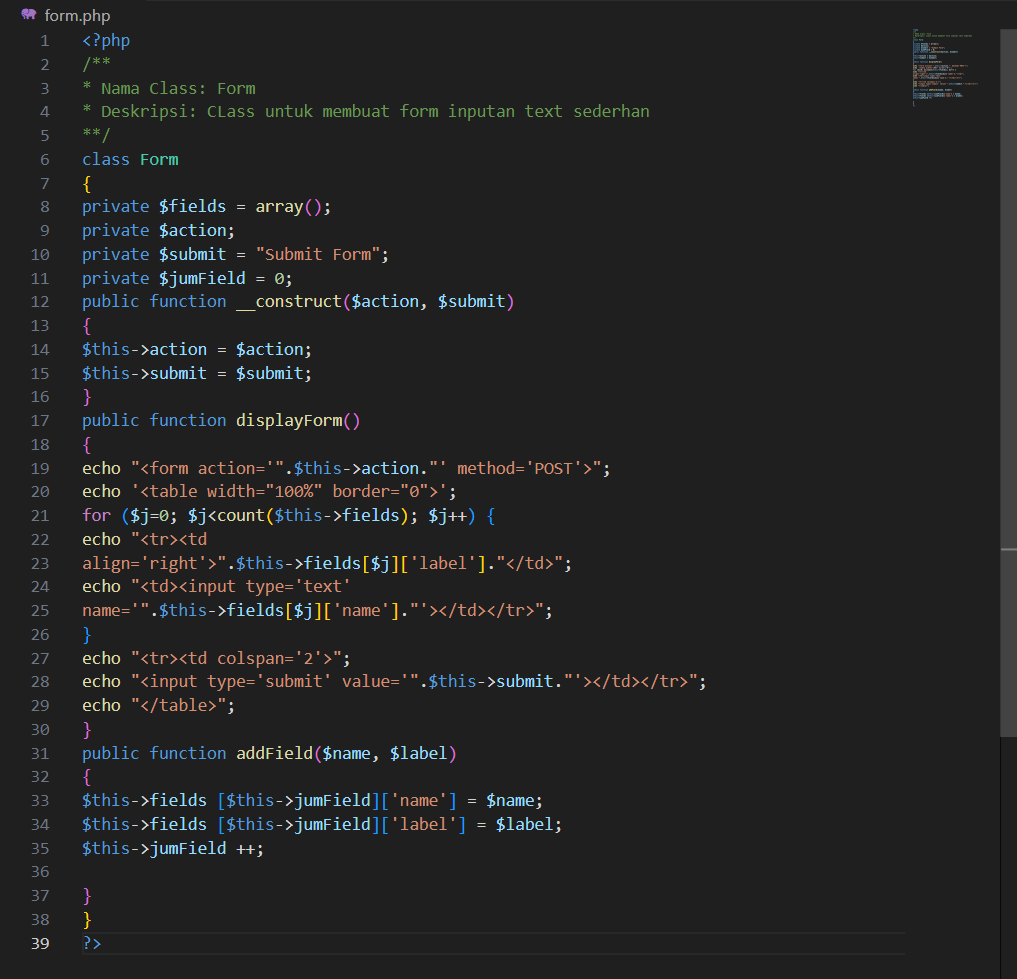 form.php
1 <?php
2 /**
3 * Nama Class: Form
4 * Deskripsi: CLass untuk membuat form inputan text sederhan
5 **/
6 class Form
7 {
8 private $fields = array();
9 private $action;
10 private $submit = "Submit Form";
11 private $jumField = 0;
12 public function __construct($action, $submit)
13 {
14 $this->action = $action;
15 $this->submit = $submit;
16 }
17 public function displayForm()
18 {
19 echo "<form action='".$this->action."' method='POST'>";
20 echo '<table width="100%" border="0">';
21 for ($j=0; $j<count($this->fields); $j++) {
22 echo "<tr><td
23 align='right'>".$this->fields[$j]['label']."</td>";
24 echo "<td><input type='text'
25 name='".$this->fields[$j]['name']."'></td></tr>";
26 }
27 echo "<tr><td colspan='2'>";
28 echo "<input type='submit' value='".$this->submit."'></td></tr>";
29 echo "</table>";
30 }
31 public function addField($name, $label)
32 {
33 $this->fields [$this->jumField]['name'] = $name;
34 $this->fields [$this->jumField]['label'] = $label;
35 $this->jumField ++;
36
37 }
38 }
39 ?>